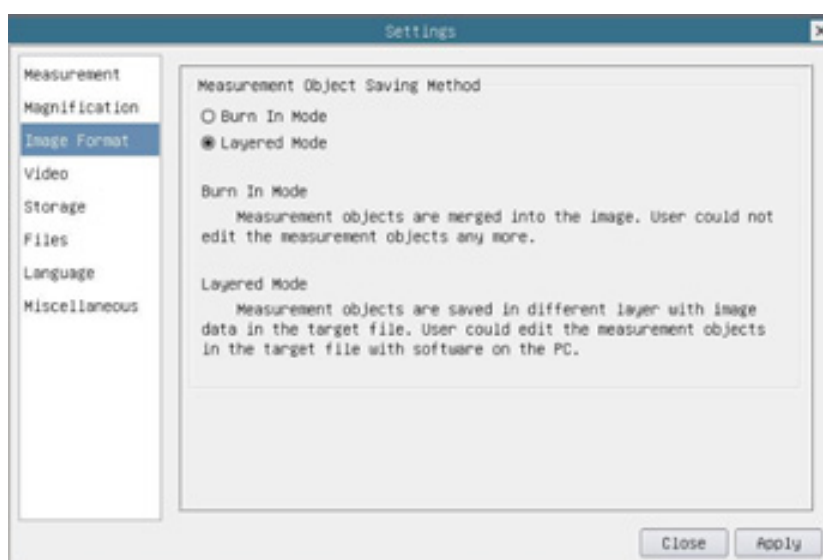 Settings
Measurement
Magnification
Image Format
Video
Storage
Files
Language
Miscellaneous
Measurement Object Saving Method
Burn In Mode
Layered Mode
Burn In Mode
Measurement objects are merged into the image. User could not
edit the measurement objects any more.
Layered Mode
Measurement objects are saved in different layer with image
data in the target file. User could edit the measurement objects
in the target file with software on the PC.
Close
Apply